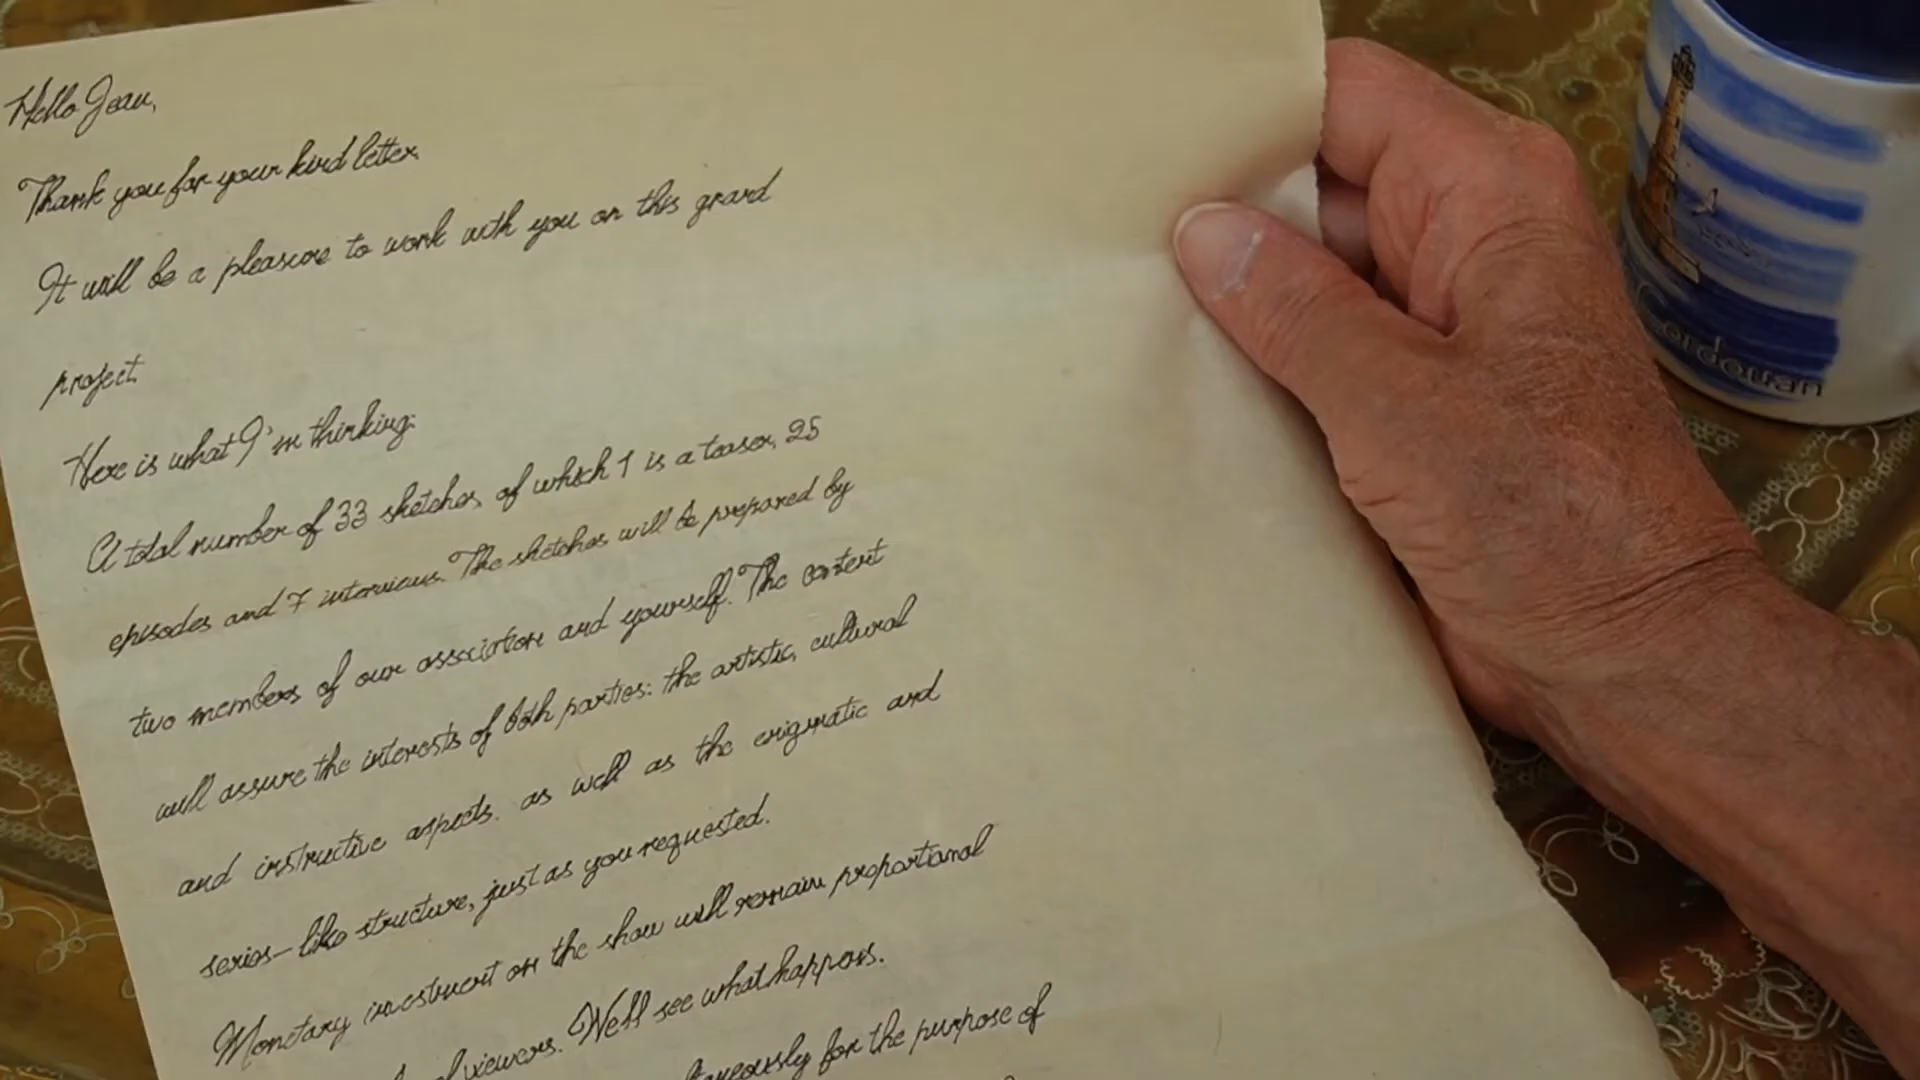 Hello Jean,
Thank you for your kind letter.
It will be a pleasure to work with you on this grand
project.
Here is what I'm thinking:
A total number of 33 sketches, of which 1 is a teaser, 25
episodes and 7 interviews. The sketches will be prepared by
two members of our association and yourself. The content
will assure the interests of both parties: the artistic, cultural
and instructive aspects, as well as the enigmatic and
series-like structure, just as you requested.
Monetary investment on the show will remain proportional
of viewers. We'll see what happens.
for the purpose of
Cordouan